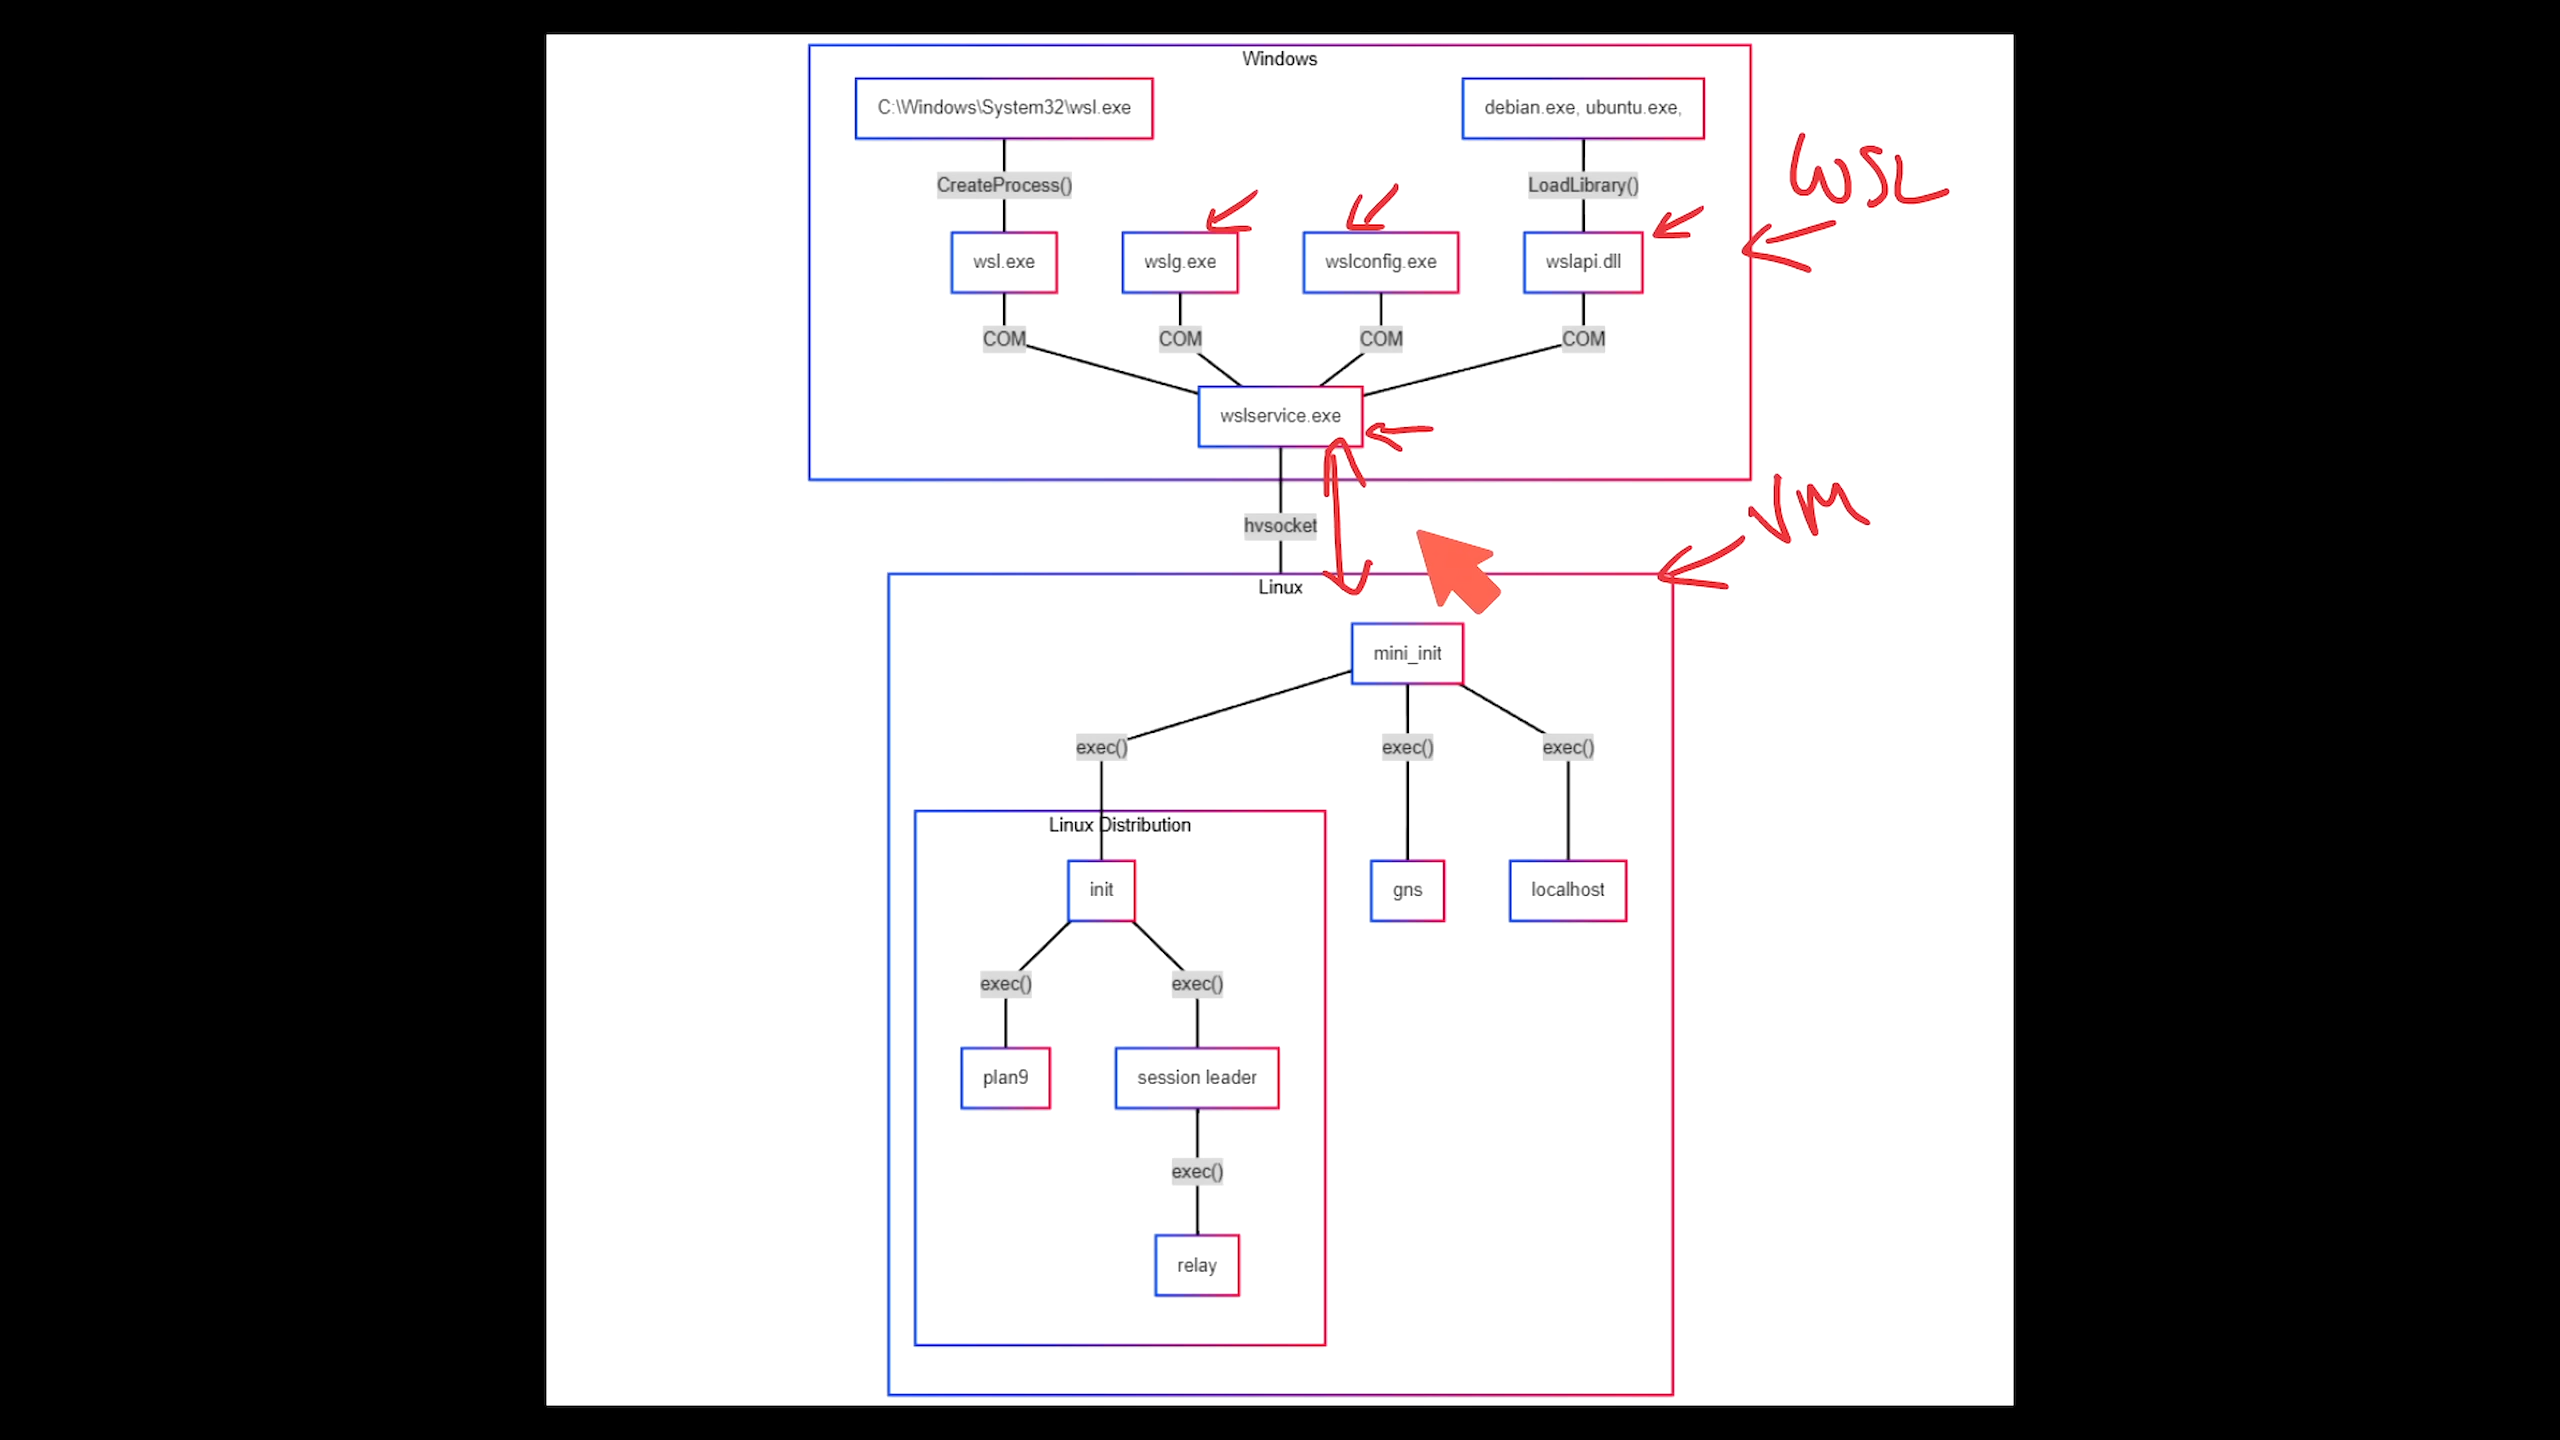 Windows
C:\Windows\System32\wsl.exe
debian.exe, ubuntu.exe,
WSL
CreateProcess()
LoadLibrary()
wsl.exe
wslg.exe
wslconfig.exe
wslapi.dll
COM
COM
COM
COM
wslservice.exe
VM
hvsocket
Linux
mini_init
exec()
exec()
exec()
Linux Distribution
init
gns
localhost
exec()
exec()
plan9
session leader
exec()
relay